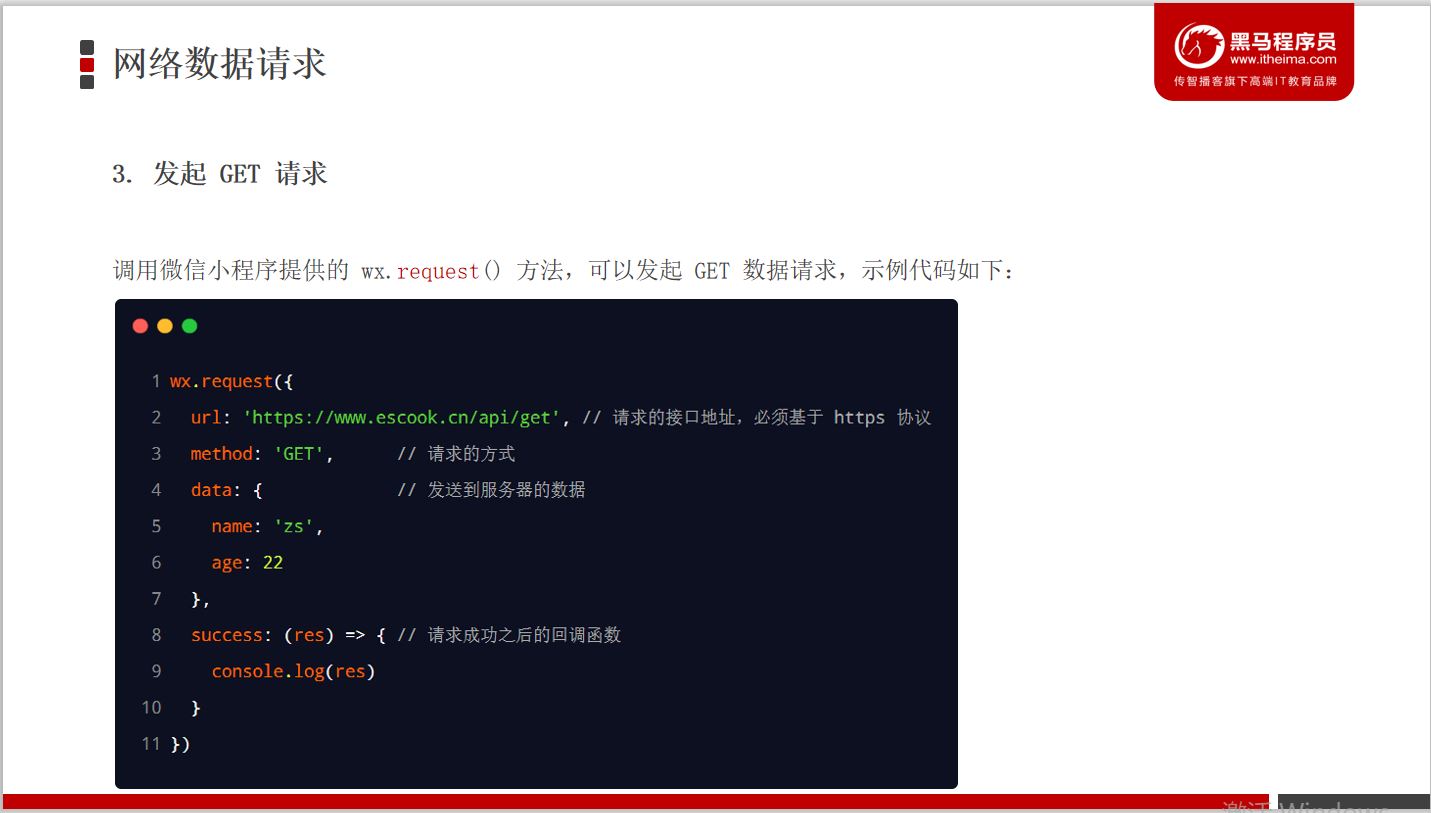 网络数据请求
黑马程序员
www.itheima.com
传智播客旗下高端IT教育品牌
3. 发起 GET 请求
调用微信小程序提供的 wx.request() 方法，可以发起 GET 数据请求，示例代码如下：
1 wx.request({
2 url: 'https://www.escook.cn/api/get', // 请求的接口地址，必须基于 https 协议
3 method: 'GET', // 请求的方式
4 data: { // 发送到服务器的数据
5 name: 'zs',
6 age: 22
7 },
8 success: (res) => { // 请求成功之后的回调函数
9 console.log(res)
10 }
11 })
激活 Windows